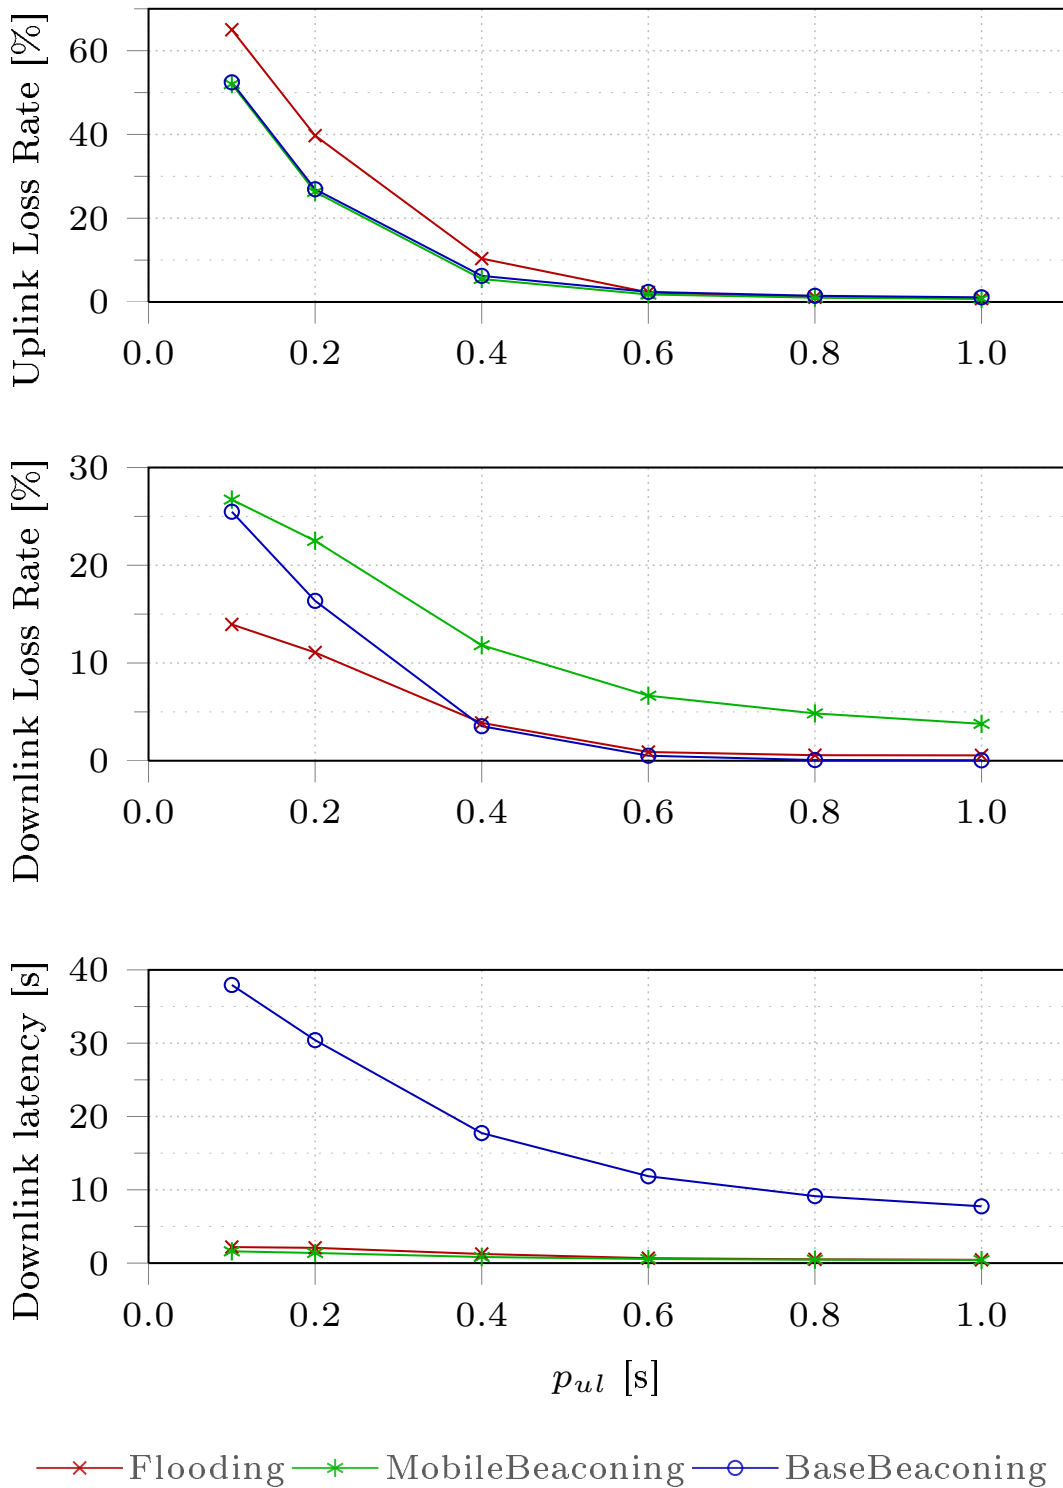 Uplink Loss Rate [%]
60
40
20
0
0.0 0.2 0.4 0.6 0.8 1.0
Downlink Loss Rate [%]
30
20
10
0
0.0 0.2 0.4 0.6 0.8 1.0
Downlink latency [s]
40
30
20
10
0
0.0 0.2 0.4 0.6 0.8 1.0
p_{ul} [s]
Flooding MobileBeaconing BaseBeaconing